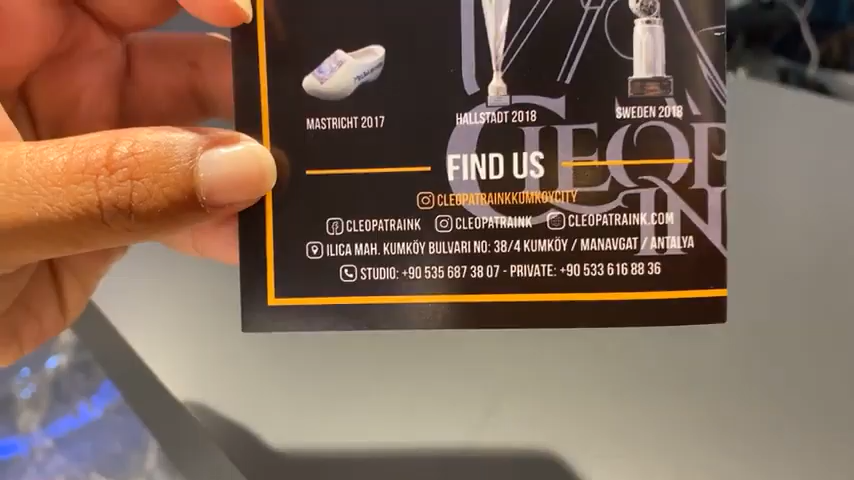 MASTRICHT 2017
HALLSTADT 2018
SWEDEN 2018
FIND US
CLEOPATRAINKKUMKOYCITY
CLEOPATRAINK CLEOPATRAINK CLEOPATRAINK.COM
ILICA MAH. KUMKÖY BULVARI NO: 38/4 KUMKÖY / MANAVGAT / ANTALYA
STUDIO: +90 535 687 38 07 - PRIVATE: +90 533 616 88 36